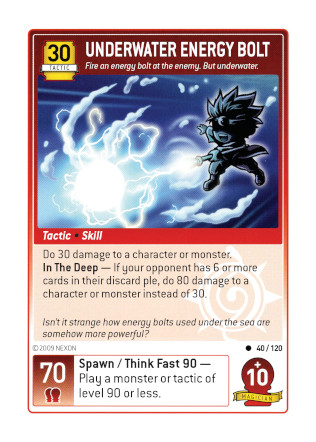 30
TACTIC
UNDERWATER ENERGY BOLT
Fire an energy bolt at the enemy. But underwater.
Tactic • Skill
Do 30 damage to a character or monster.
In The Deep — If your opponent has 6 or more
cards in their discard ple, do 80 damage to a
character or monster instead of 30.
Isn't it strange how energy bolts used under the sea are
somehow more powerful?
© 2009 NEXON
● 40 / 120
70
Spawn / Think Fast 90 —
Play a monster or tactic of
level 90 or less.
+
10
MAGICIAN